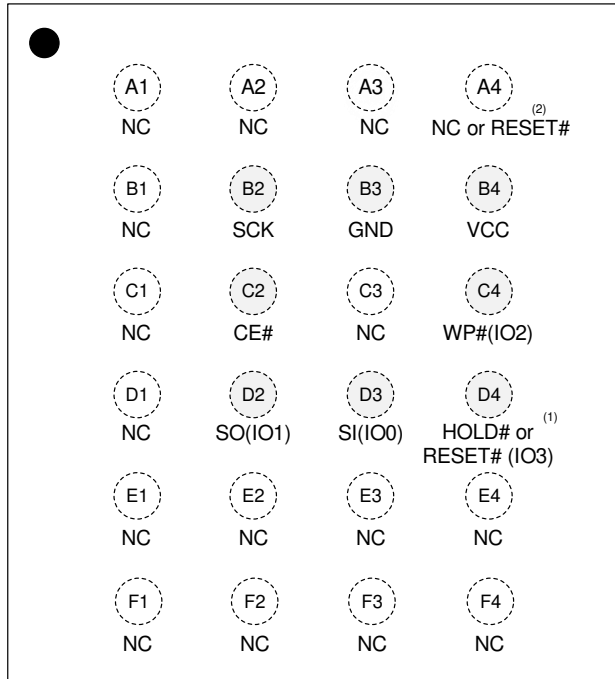 A1 A2 A3 A4
(2)
NC NC NC NC or RESET#
B1 B2 B3 B4
NC SCK GND VCC
C1 C2 C3 C4
NC CE# NC WP#(IO2)
D1 D2 D3 D4
(1)
NC SO(IO1) SI(IO0) HOLD# or
RESET# (IO3)
E1 E2 E3 E4
NC NC NC NC
F1 F2 F3 F4
NC NC NC NC